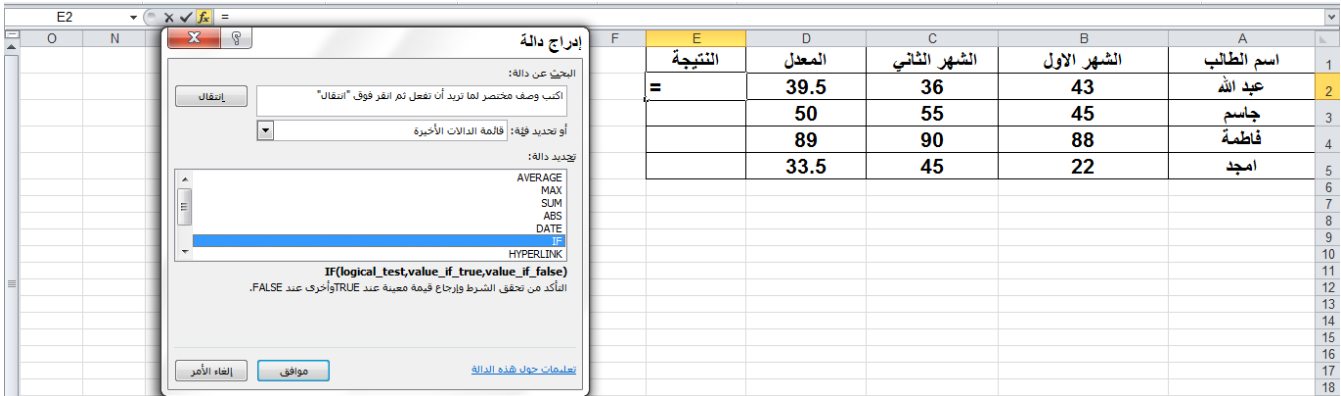 E2
fx =
A B C D E F N O
1 اسم الطالب الشهر الاول الشهر الثاني المعدل النتيجة
2 عبد الله 43 36 39.5 =
3 جاسم 45 55 50
4 فاطمة 88 90 89
5 امجد 22 45 33.5
6
7
8
9
10
11
12
13
14
15
16
17
18
إدراج دالة
البحث عن دالة:
اكتب وصف مختصر لما تريد أن تفعل ثم انقر فوق "انتقال"
إنتقال
أو تحديد فئة: قائمة الدالات الأخيرة
تحديد دالة:
AVERAGE
MAX
SUM
ABS
DATE
IF
HYPERLINK
IF(logical_test,value_if_true,value_if_false)
التأكد من تحقق الشرط وإرجاع قيمة معينة عند TRUEوأخرى عند FALSE.
تعليمات حول هذه الدالة
موافق
إلغاء الأمر